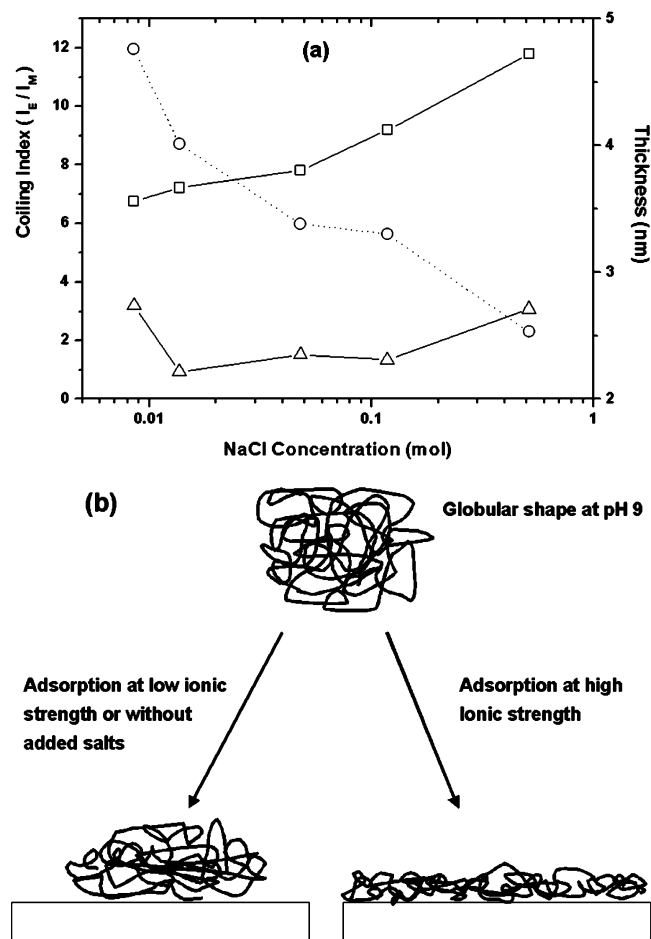 (a)
Coiling Index ( I_E / I_M )
12
10
8
6
4
2
0
5
4
3
2
Thickness (nm)
0.01
0.1
1
NaCl Concentration (mol)
(b)
Globular shape at pH 9
Adsorption at low ionic
strength or without
added salts
Adsorption at high
Ionic strength